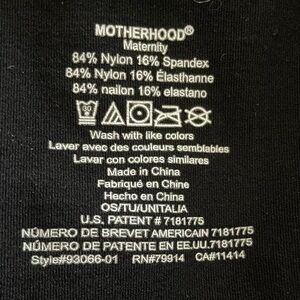 MOTHERHOOD®
Maternity
84% Nylon 16% Spandex
84% Nylon 16% Élasthanne
84% nailon 16% elastano
30
Wash with like colors
Laver avec des couleurs semblables
Lavar con colores similares
Made in China
Fabriqué en Chine
Hecho en China
OS/TU/UNITALIA
U.S. PATENT # 7181775
NÚMERO DE BREVET AMERICAIN 7181775
NÚMERO DE PATENTE EN EE.UU.7181775
Style#93066-01 RN#79914 CA#11414